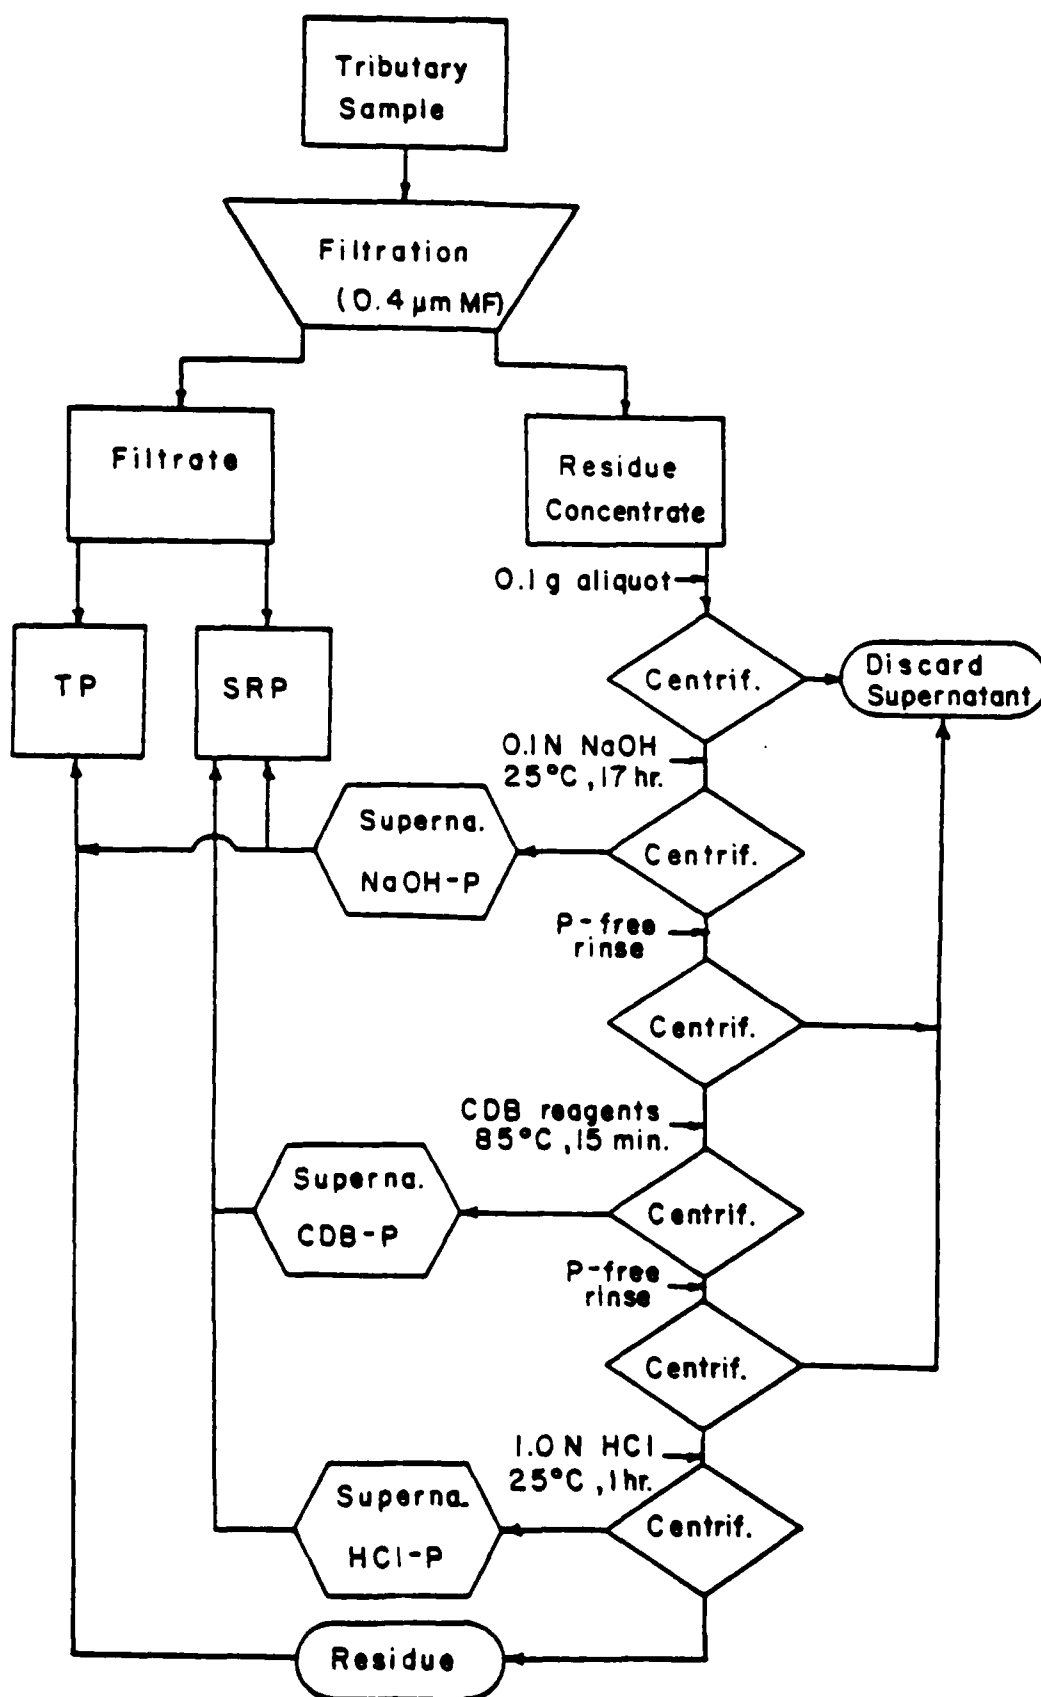 Tributary
Sample
Filtration
(0.4 µm MF)
Filtrate
Residue
Concentrate
0.1 g aliquot
TP
SRP
Centrif.
Discard
Supernatant
0.1N NaOH
25°C, 17 hr.
Superna.
NaOH-P
Centrif.
P-free
rinse
Centrif.
CDB reagents
85°C, 15 min.
Superna.
CDB-P
Centrif.
P-free
rinse
Centrif.
1.0N HCl
25°C, 1 hr.
Superna.
HCl-P
Centrif.
Residue